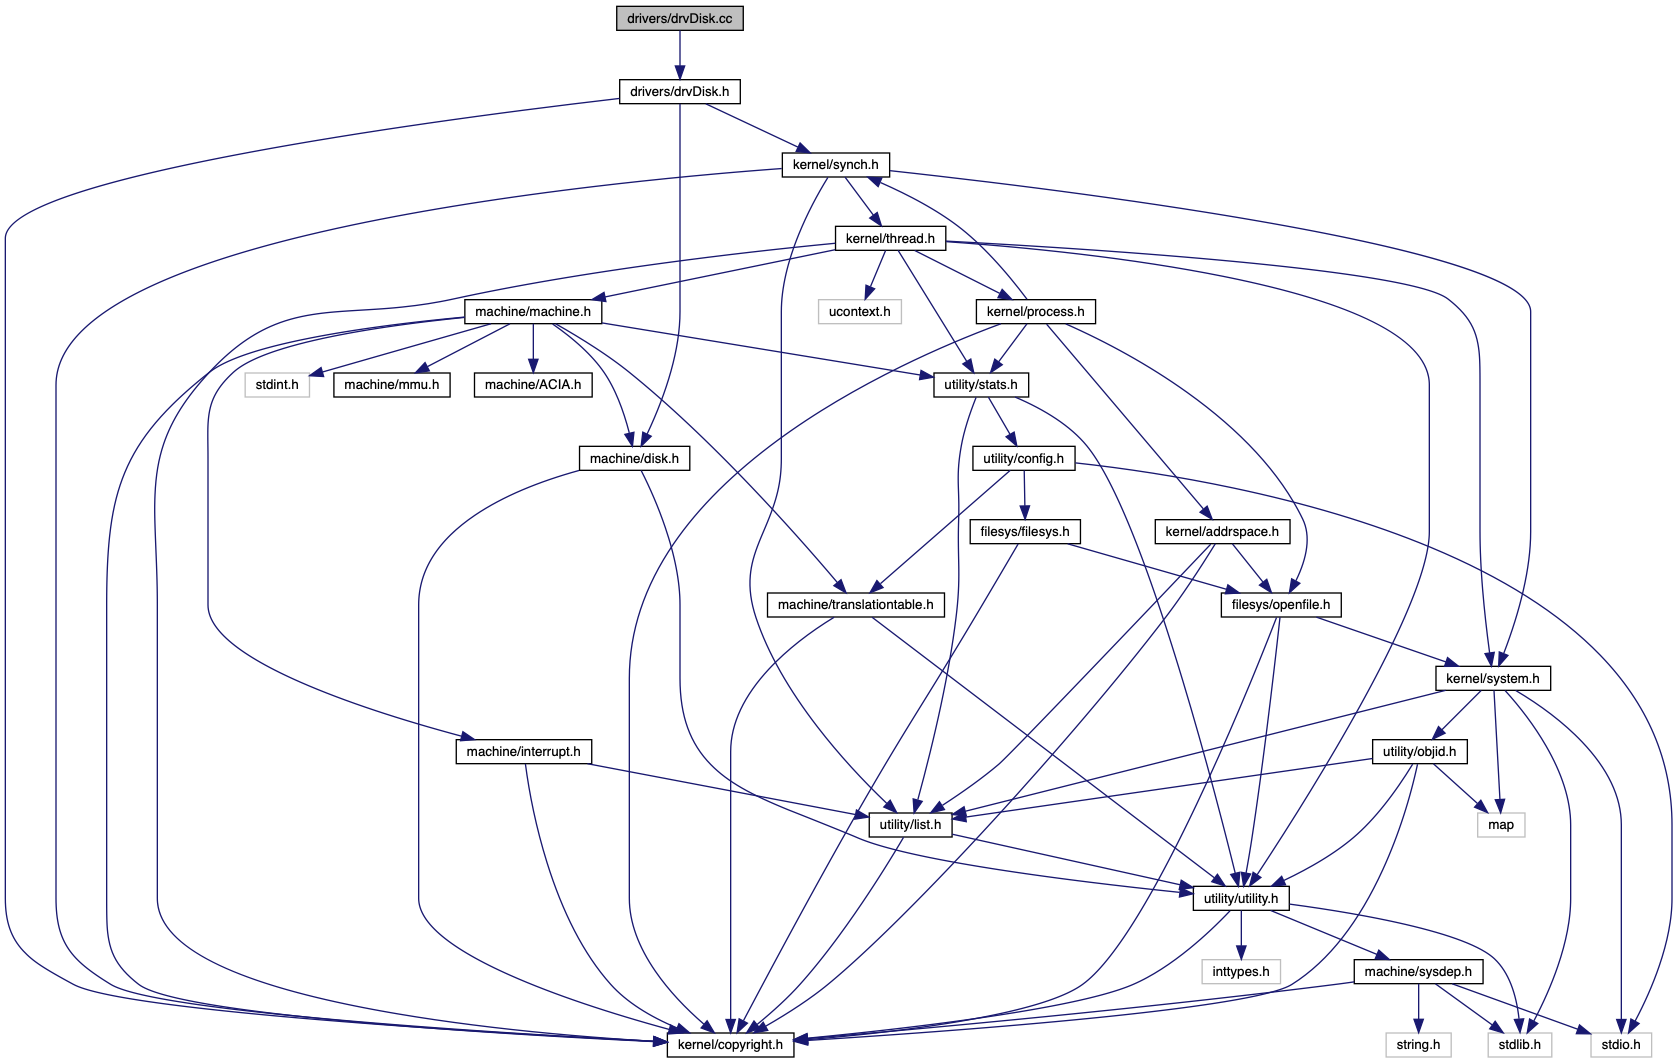 drivers/drvDisk.cc
drivers/drvDisk.h
kernel/synch.h
kernel/thread.h
machine/machine.h
ucontext.h
kernel/process.h
stdint.h
machine/mmu.h
machine/ACIA.h
utility/stats.h
machine/disk.h
utility/config.h
filesys/filesys.h
kernel/addrspace.h
machine/translationtable.h
filesys/openfile.h
kernel/system.h
machine/interrupt.h
utility/objid.h
utility/list.h
map
utility/utility.h
inttypes.h
machine/sysdep.h
kernel/copyright.h
string.h
stdlib.h
stdio.h